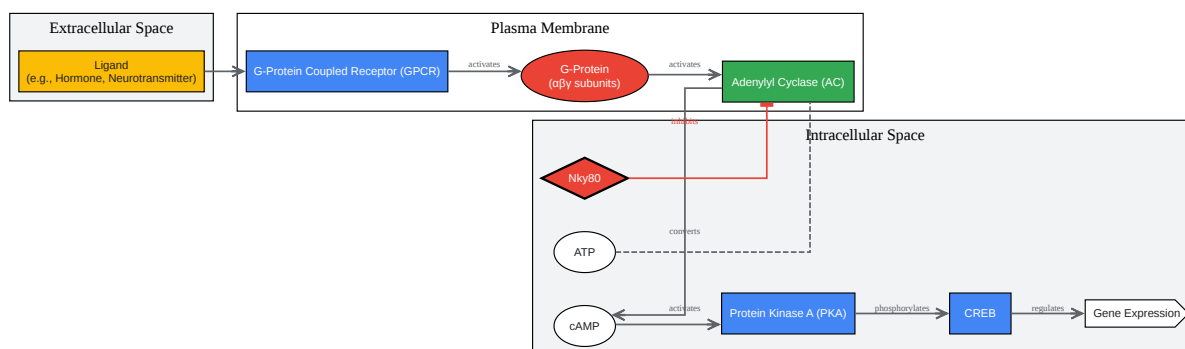 Extracellular Space
Plasma Membrane
Ligand
(e.g., Hormone, Neurotransmitter)
G-Protein Coupled Receptor (GPCR)
activates
G-Protein
(αβγ subunits)
activates
Adenylyl Cyclase (AC)
inhibits
Intracellular Space
Nky80
converts
ATP
cAMP
activates
Protein Kinase A (PKA)
phosphorylates
CREB
regulates
Gene Expression